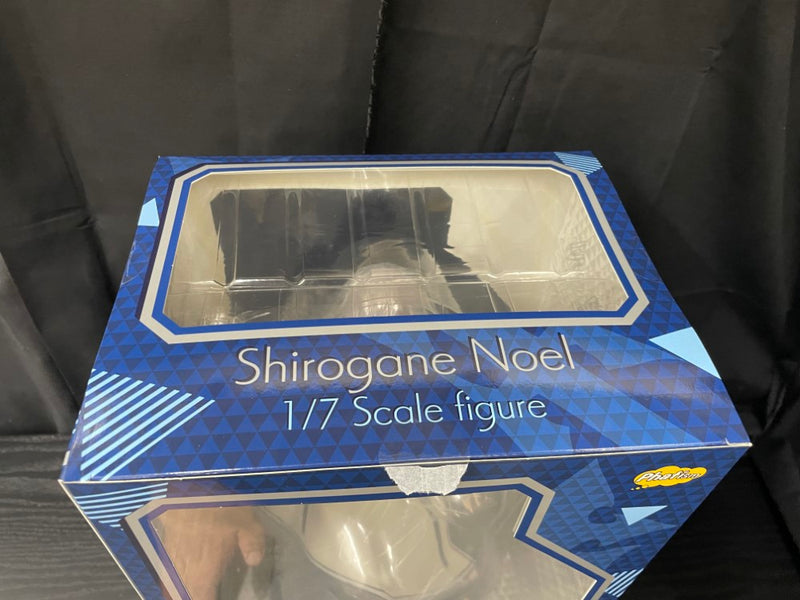 Shirogane Noel
1/7 Scale figure
Phat!